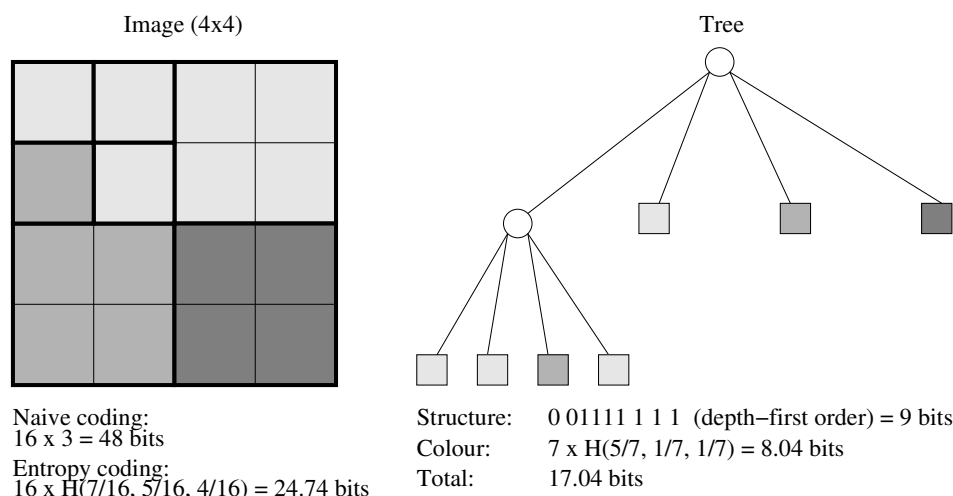 Image (4x4)
Tree
Naive coding:
16 x 3 = 48 bits
Entropy coding:
16 x H(7/16, 5/16, 4/16) = 24.74 bits
Structure: 0 01111 1 1 1 (depth−first order) = 9 bits
Colour: 7 x H(5/7, 1/7, 1/7) = 8.04 bits
Total: 17.04 bits